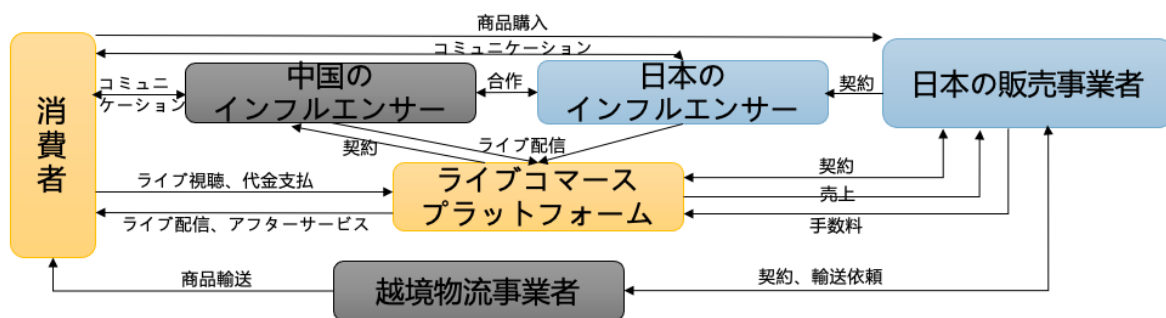 商品購入
コミュニケーション
消費者
コミュニ
ケーション
中国の
インフルエンサー
合作
日本の
インフルエンサー
契約
日本の販売事業者
契約
ライブ配信
ライブ視聴、代金支払
ライブコマース
プラットフォーム
契約
売上
手数料
ライブ配信、アフターサービス
商品輸送
越境物流事業者
契約、輸送依頼